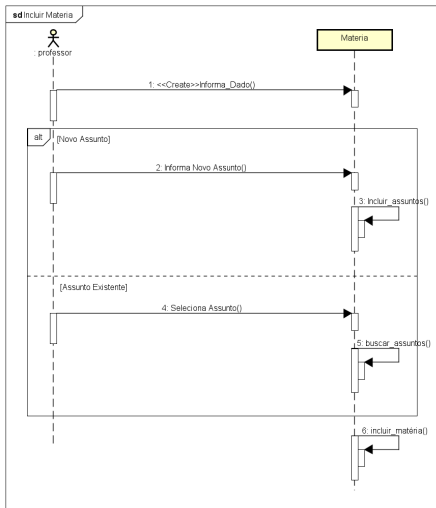 sd Incluir Materia
: professor
Materia
1: <<Create>>Informa_Dado()
alt
[Novo Assunto]
2: Informa Novo Assunto()
3: Incluir_assuntos()
[Assunto Existente]
4: Seleciona Assunto()
5: buscar_assuntos()
6: incluir_matéria()